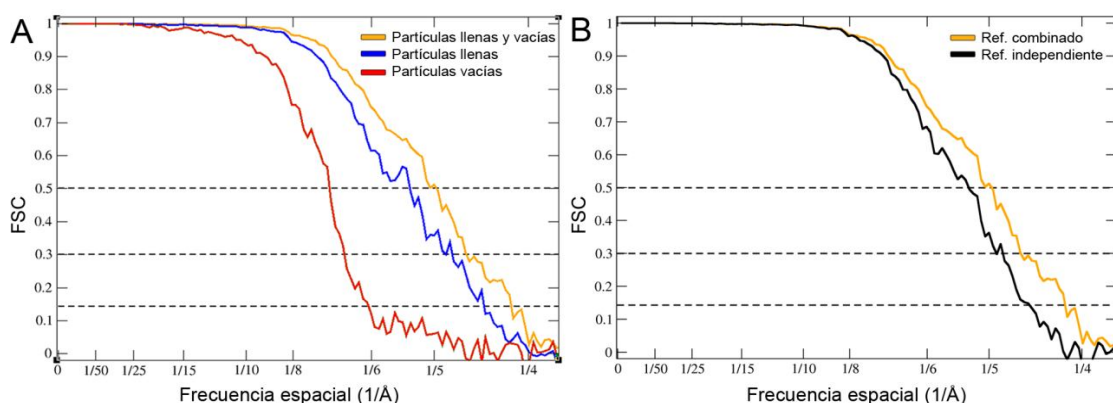 A
1
0.9
0.8
0.7
0.6
0.5
0.4
0.3
0.2
0.1
0
FSC
Partículas llenas y vacías
Partículas llenas
Partículas vacías
0 1/50 1/25 1/15 1/10 1/8 1/6 1/5 1/4
Frecuencia espacial (1/Å)
B
1
0.9
0.8
0.7
0.6
0.5
0.4
0.3
0.2
0.1
0
FSC
Ref. combinado
Ref. independiente
0 1/50 1/25 1/15 1/10 1/8 1/6 1/5 1/4
Frecuencia espacial (1/Å)